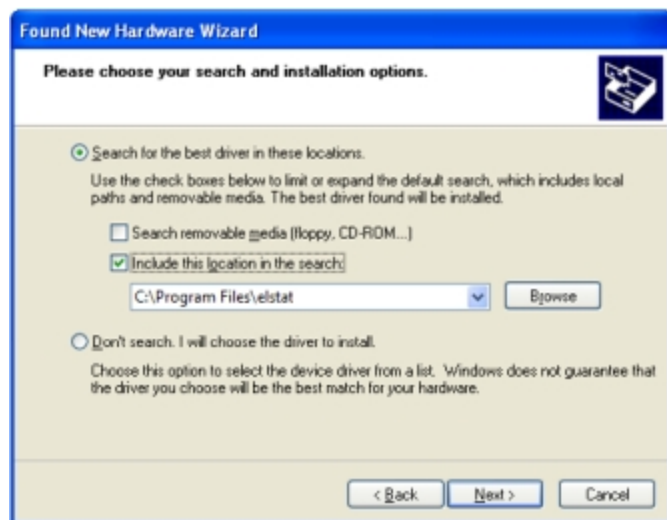 Found New Hardware Wizard
Please choose your search and installation options.
Search for the best driver in these locations.
Use the check boxes below to limit or expand the default search, which includes local
paths and removable media. The best driver found will be installed.
Search removable media (floppy, CD-ROM...)
Include this location in the search:
C:\Program Files\elstat
Browse
Don't search. I will choose the driver to install.
Choose this option to select the device driver from a list. Windows does not guarantee that
the driver you choose will be the best match for your hardware.
< Back Next > Cancel